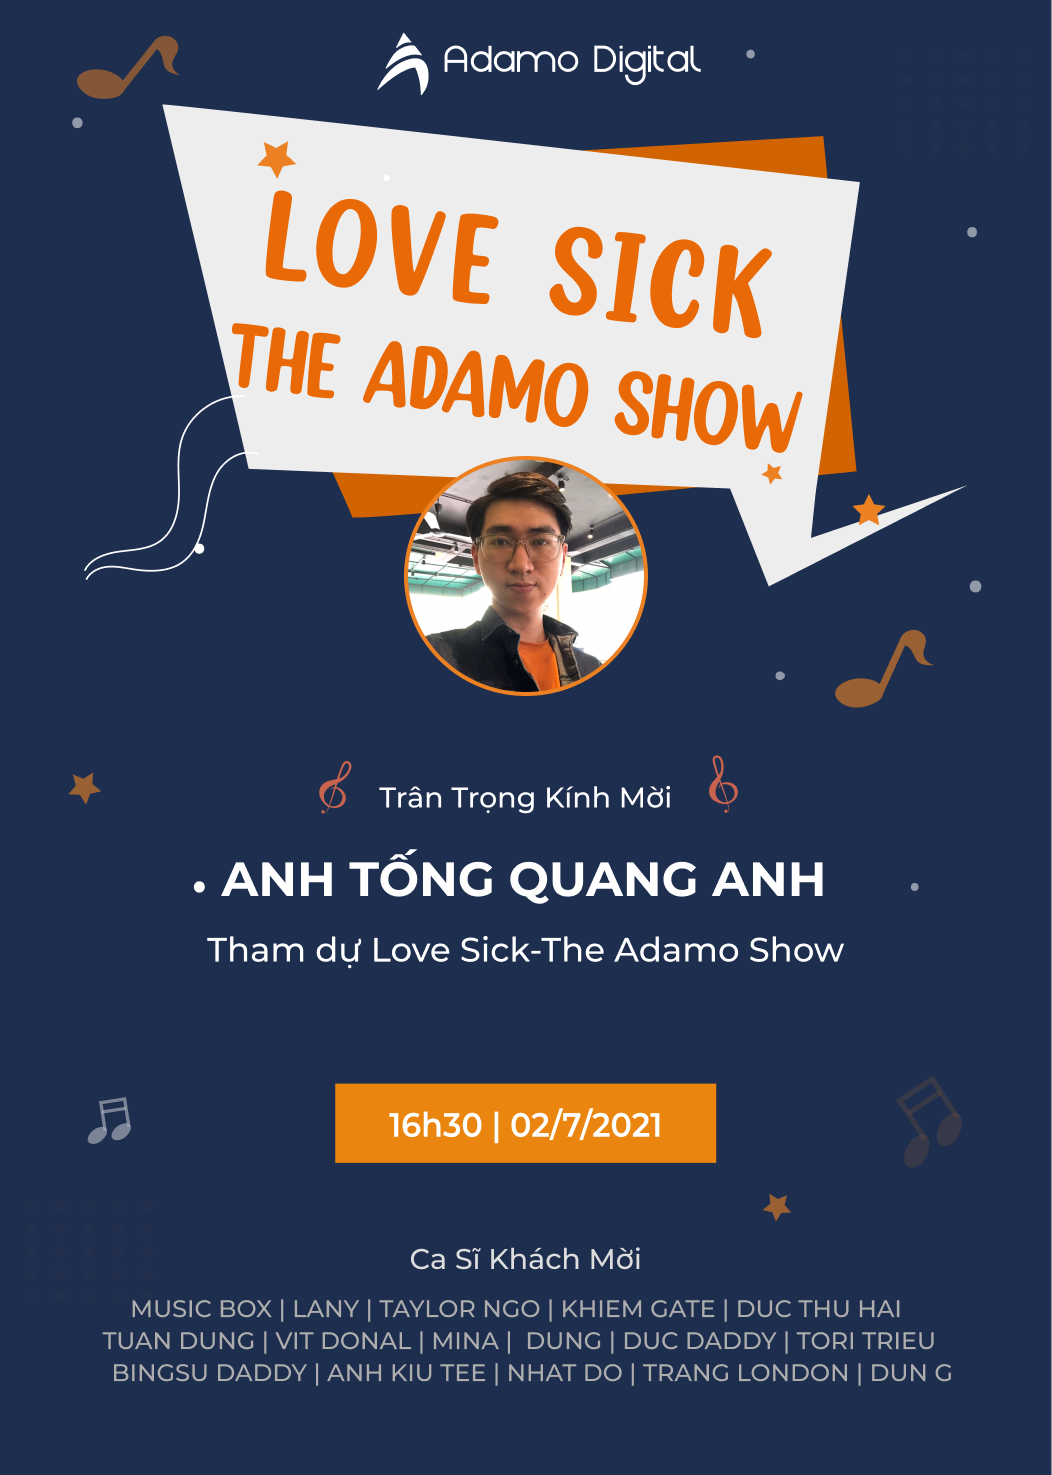 Adamo Digital
LOVE SICK
THE ADAMO SHOW
Trân Trọng Kính Mời
ANH TỐNG QUANG ANH
Tham dự Love Sick-The Adamo Show
16h30 | 02/7/2021
Ca Sĩ Khách Mời
MUSIC BOX | LANY | TAYLOR NGO | KHIEM GATE | DUC THU HAI
TUAN DUNG | VIT DONAL | MINA | DUNG | DUC DADDY | TORI TRIEU
BINGSU DADDY | ANH KIU TEE | NHAT DO | TRANG LONDON | DUN G